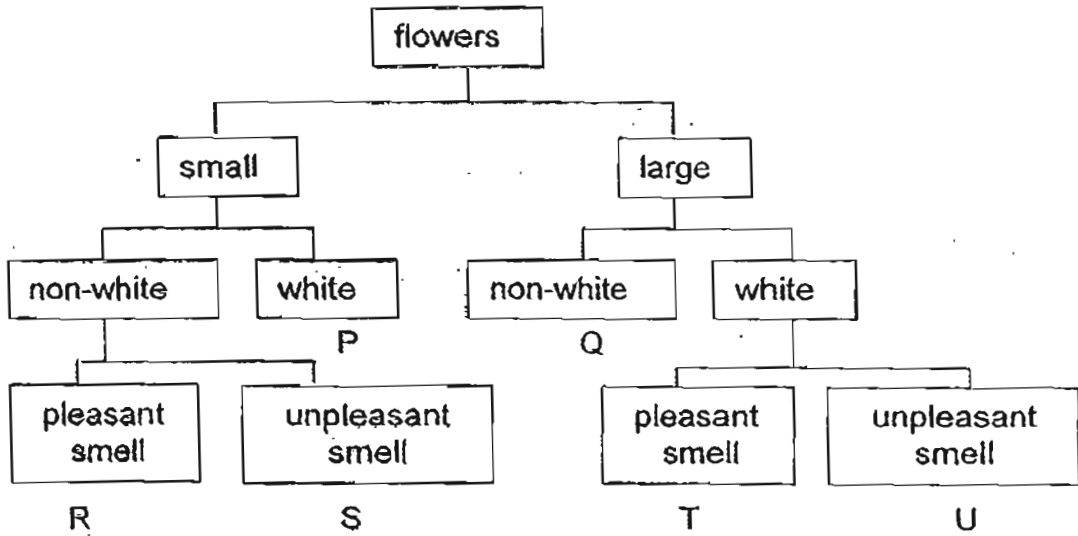 flowers
small
large
non-white
white
non-white
white
P
Q
pleasant
smell
unpleasant
smell
pleasant
smell
unpleasant
smell
R
S
T
U